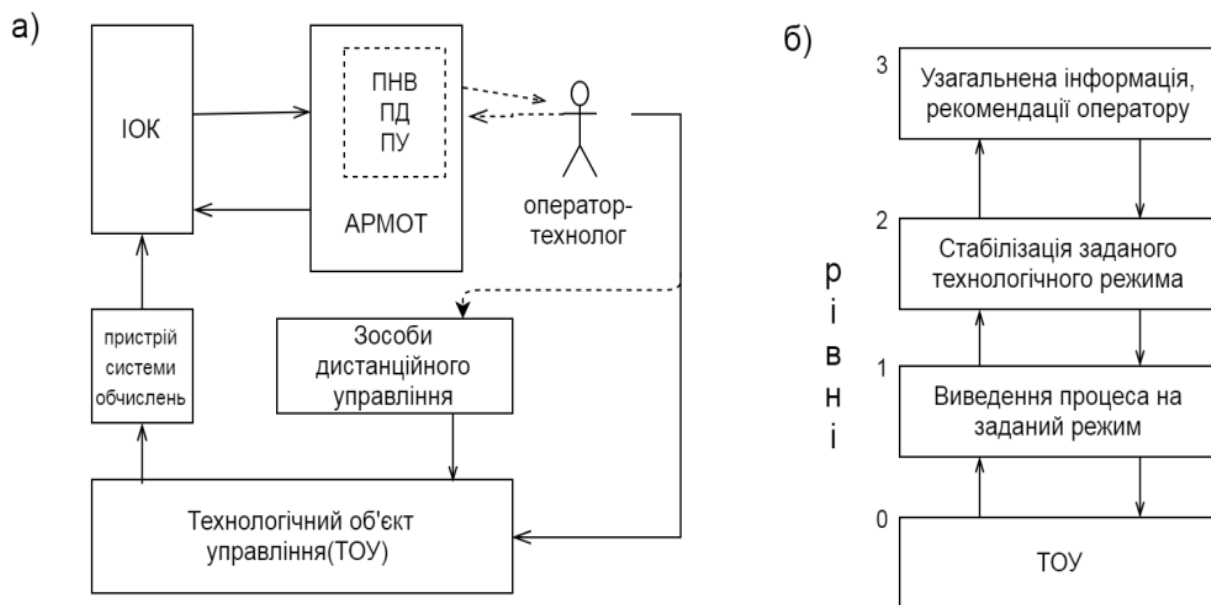 а)
ІОК
ПНВ
ПД
ПУ
АРМОТ
оператор-
технолог
пристрій
системи
обчислень
Зособи
дистанційного
управління
Технологічний об'єкт
управління(ТОУ)
б)
рівні
3
Узагальнена інформація,
рекомендації оператору
2
Стабілізація заданого
технологічного режима
1
Виведення процеса на
заданий режим
0
ТОУ